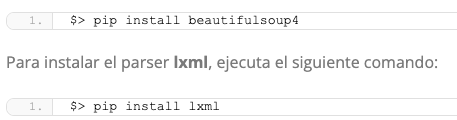 1. $> pip install beautifulsoup4
Para instalar el parser lxml, ejecuta el siguiente comando:
1. $> pip install lxml